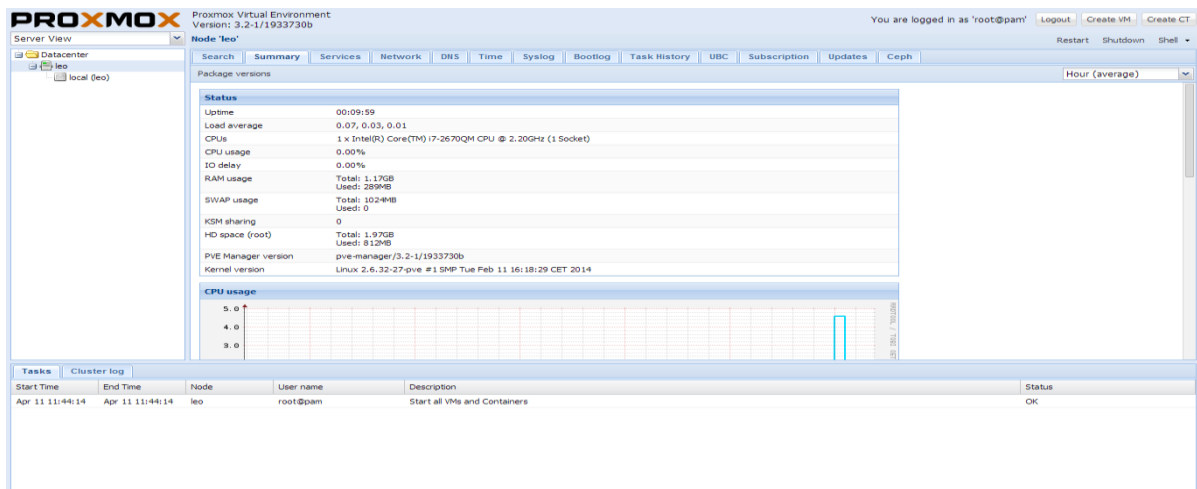 PROXMOX
Proxmox Virtual Environment
Version: 3.2-1/1933730b
You are logged in as 'root@pam'
Logout
Create VM
Create CT
Server View
Node 'leo'
Restart
Shutdown
Shell
Datacenter
leo
local (leo)
Search
Summary
Services
Network
DNS
Time
Syslog
Bootlog
Task History
UBC
Subscription
Updates
Ceph
Package versions
Hour (average)
Status
Uptime 00:09:59
Load average 0.07, 0.03, 0.01
CPUs 1 x Intel(R) Core(TM) i7-2670QM CPU @ 2.20GHz (1 Socket)
CPU usage 0.00%
IO delay 0.00%
RAM usage Total: 1.17GB
Used: 289MB
SWAP usage Total: 1024MB
Used: 0
KSM sharing 0
HD space (root) Total: 1.97GB
Used: 812MB
PVE Manager version pve-manager/3.2-1/1933730b
Kernel version Linux 2.6.32-27-pve #1 SMP Tue Feb 11 16:18:29 CET 2014
CPU usage
5.0
4.0
3.0
Tasks
Cluster log
Start Time End Time Node User name Description Status
Apr 11 11:44:14 Apr 11 11:44:14 leo root@pam Start all VMs and Containers OK